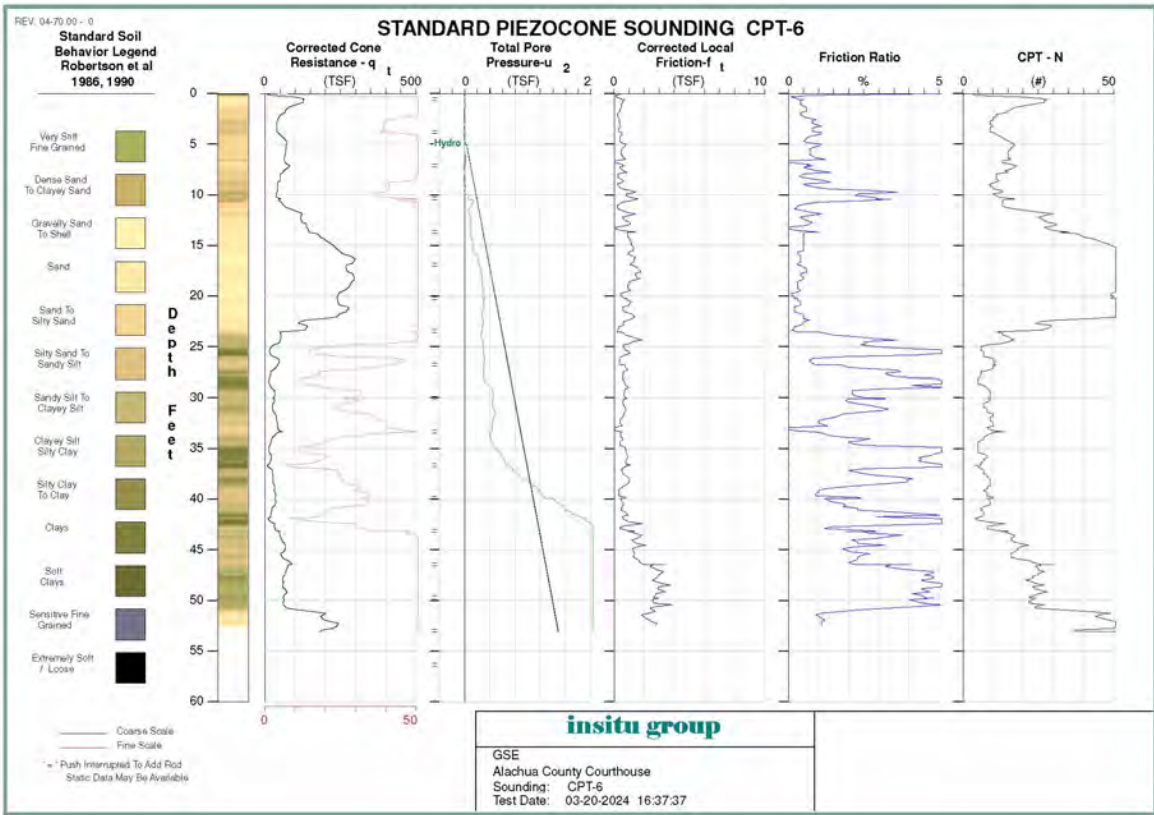 REV. 04-70.00 - 0
STANDARD PIEZOCONE SOUNDING CPT-6
Standard Soil
Behavior Legend
Robertson et al
1986, 1990
Corrected Cone
Resistance - q t
(TSF)
0 500
Total Pore
Pressure-u 2
(TSF)
0 2
Corrected Local
Friction-f t
(TSF)
0 10
Friction Ratio
%
0 5
CPT - N
(#)
0 50
Very Stiff
Fine Grained
Dense Sand
To Clayey Sand
Gravelly Sand
To Shell
Sand
Sand To
Silty Sand
Silty Sand To
Sandy Silt
Sandy Silt To
Clayey Silt
Clayey Silt
Silty Clay
Silty Clay
To Clay
Clays
Soft
Clays
Sensitive Fine
Grained
Extremely Soft
/ Loose
Depth Feet
0
5
10
15
20
25
30
35
40
45
50
55
60
Hydro
0 50
Coarse Scale
Fine Scale
'=' Push Interrupted To Add Rod
Static Data May Be Available
insitu group
GSE
Alachua County Courthouse
Sounding: CPT-6
Test Date: 03-20-2024 16:37:37